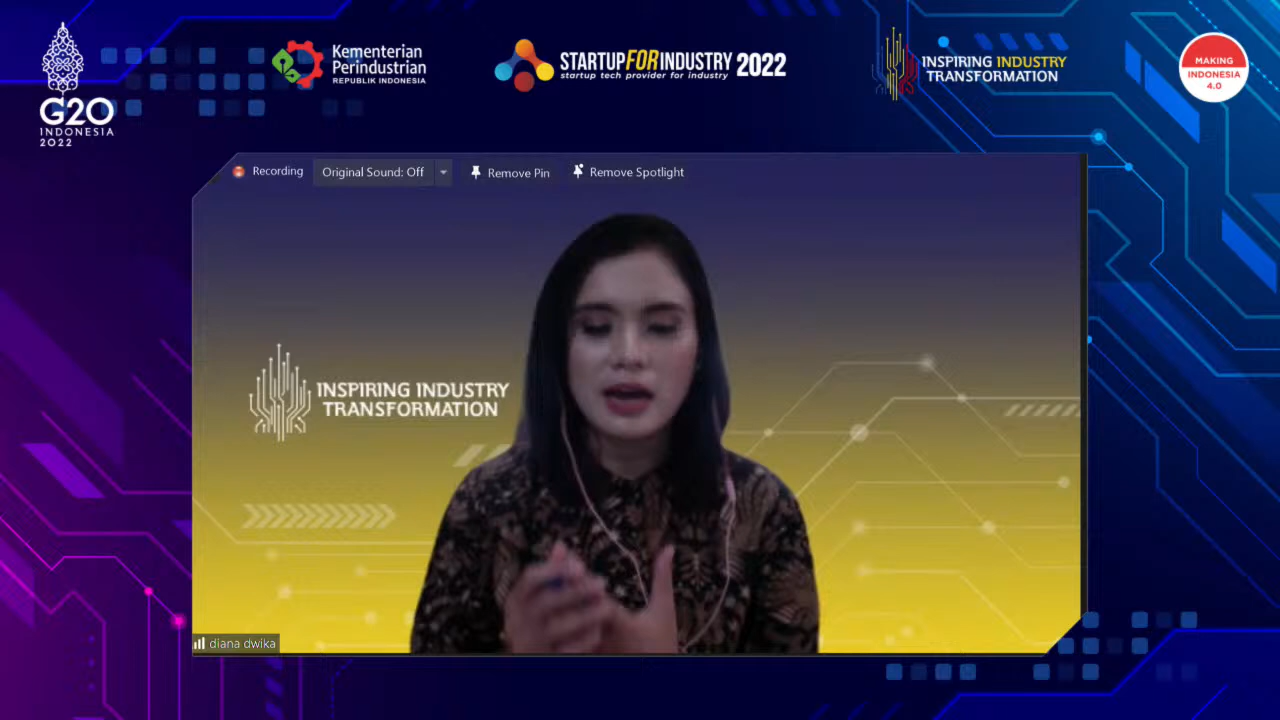 G20
INDONESIA
2022
Kementerian
Perindustrian
REPUBLIK INDONESIA
STARTUPFORINDUSTRY 2022
startup tech provider for industry
INSPIRING INDUSTRY
TRANSFORMATION
MAKING
INDONESIA
4.0
Recording
Original Sound: Off
Remove Pin
Remove Spotlight
INSPIRING INDUSTRY
TRANSFORMATION
diana dwika